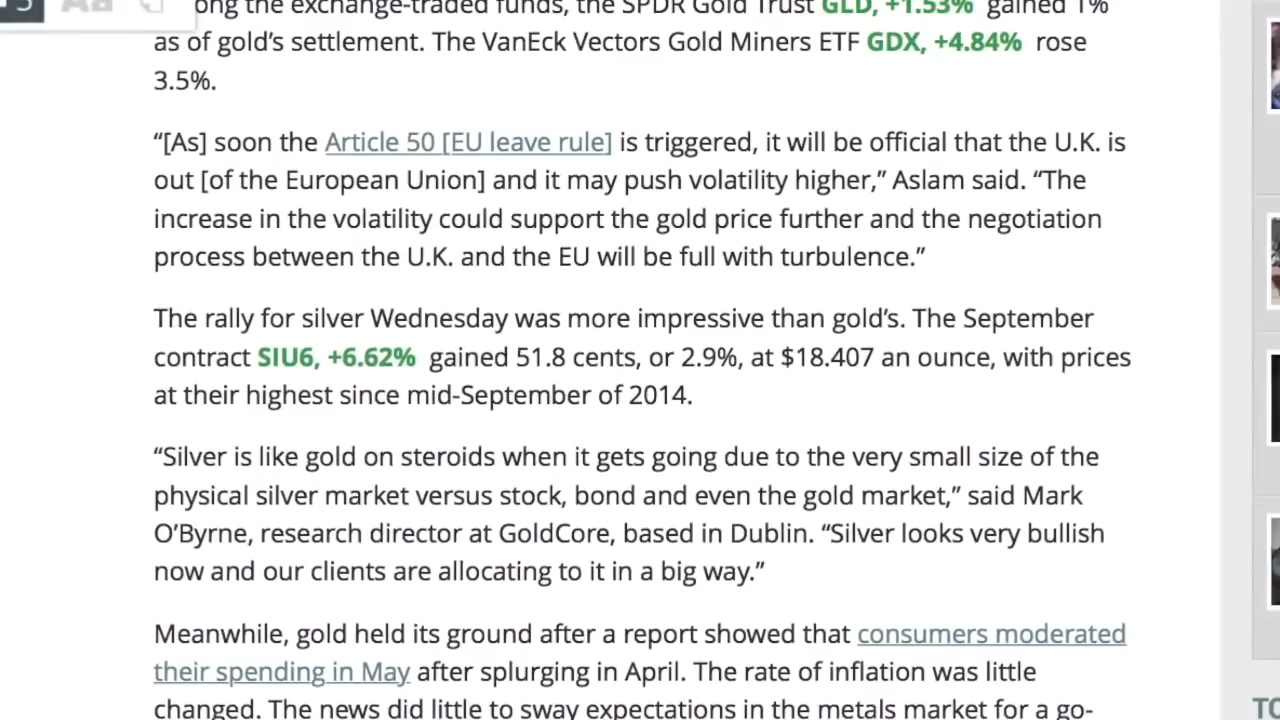 ong the exchange-traded funds, the SPDR Gold Trust GLD, +1.53% gained 1%
as of gold’s settlement. The VanEck Vectors Gold Miners ETF GDX, +4.84% rose
3.5%.
“[As] soon the Article 50 [EU leave rule] is triggered, it will be official that the U.K. is
out [of the European Union] and it may push volatility higher,” Aslam said. “The
increase in the volatility could support the gold price further and the negotiation
process between the U.K. and the EU will be full with turbulence.”
The rally for silver Wednesday was more impressive than gold’s. The September
contract SIU6, +6.62% gained 51.8 cents, or 2.9%, at $18.407 an ounce, with prices
at their highest since mid-September of 2014.
“Silver is like gold on steroids when it gets going due to the very small size of the
physical silver market versus stock, bond and even the gold market,” said Mark
O’Byrne, research director at GoldCore, based in Dublin. “Silver looks very bullish
now and our clients are allocating to it in a big way.”
Meanwhile, gold held its ground after a report showed that consumers moderated
their spending in May after splurging in April. The rate of inflation was little
changed. The news did little to sway expectations in the metals market for a go-
TO